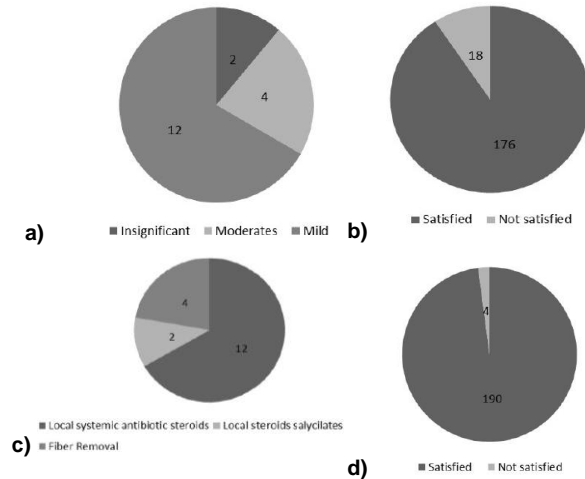 2
4
12
a)
Insignificant Moderates Mild
18
176
b)
Satisfied Not satisfied
4
2
12
Local systemic antibiotic steroids Local steroids salycilates
Fiber Removal
c)
4
190
d)
Satisfied Not satisfied